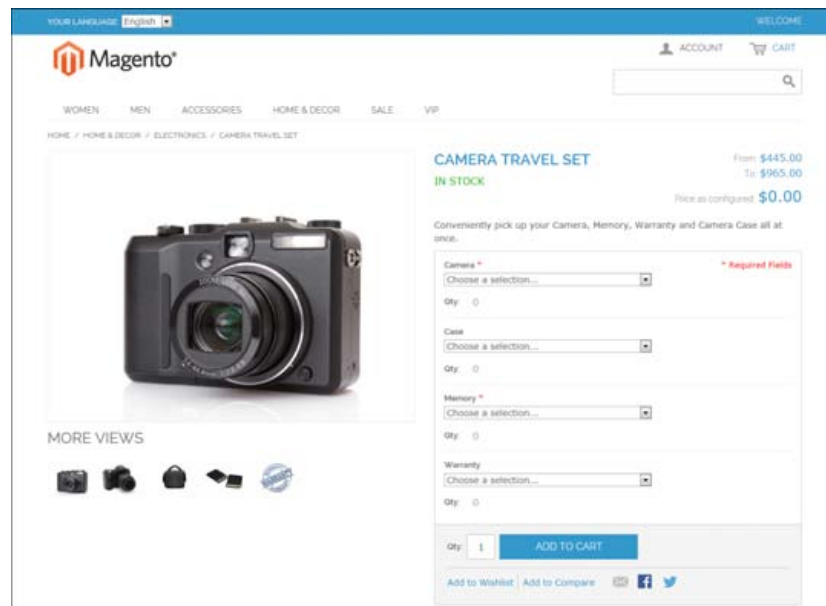 YOUR LANGUAGE: English
WELCOME
Magento®
ACCOUNT
CART
WOMEN MEN ACCESSORIES HOME & DECOR SALE VIP
HOME / HOME & DECOR / ELECTRONICS / CAMERA TRAVEL SET
CAMERA TRAVEL SET
From: $445.00
To: $965.00
IN STOCK
Price as configured: $0.00
Conveniently pick up your Camera, Memory, Warranty and Camera Case all at
once.
Camera *
* Required Fields
Choose a selection...
Qty: 0
Case
Choose a selection...
Qty: 0
Memory *
Choose a selection...
Qty: 0
Warranty
Choose a selection...
Qty: 0
MORE VIEWS
WARRANTY
Qty: 1 ADD TO CART
Add to Wishlist | Add to Compare